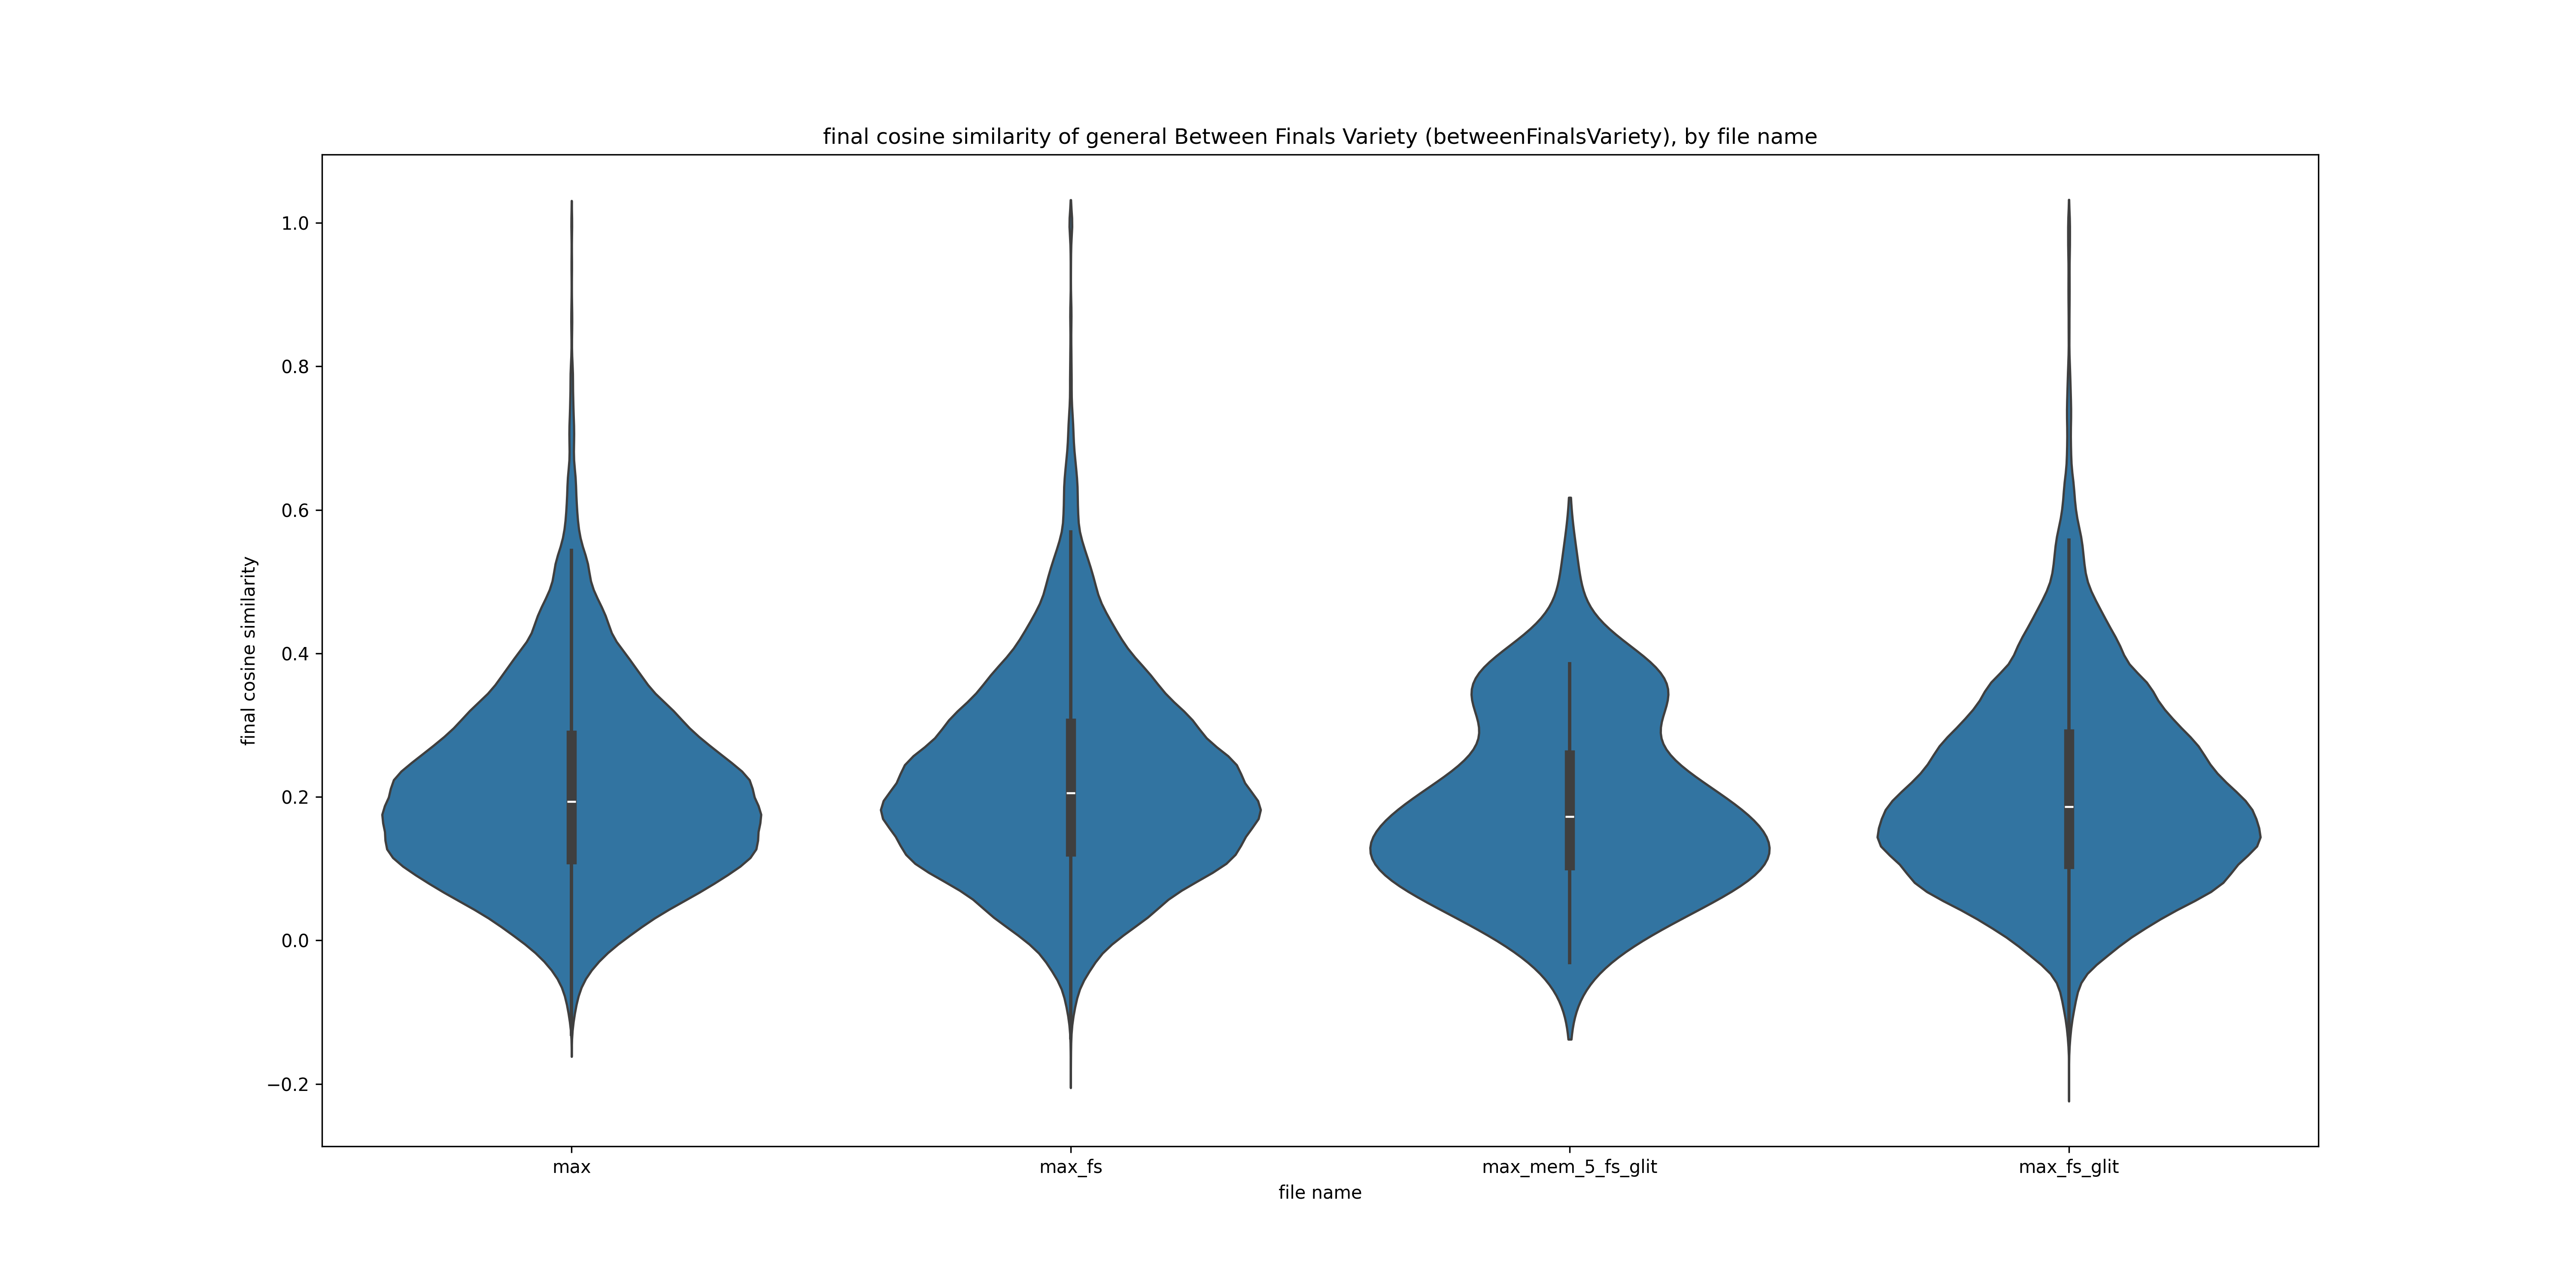 final cosine similarity of general Between Finals Variety (betweenFinalsVariety), by file name
1.0
0.8
0.6
0.4
0.2
0.0
−0.2
final cosine similarity
max
max_fs
max_mem_5_fs_glit
max_fs_glit
file name